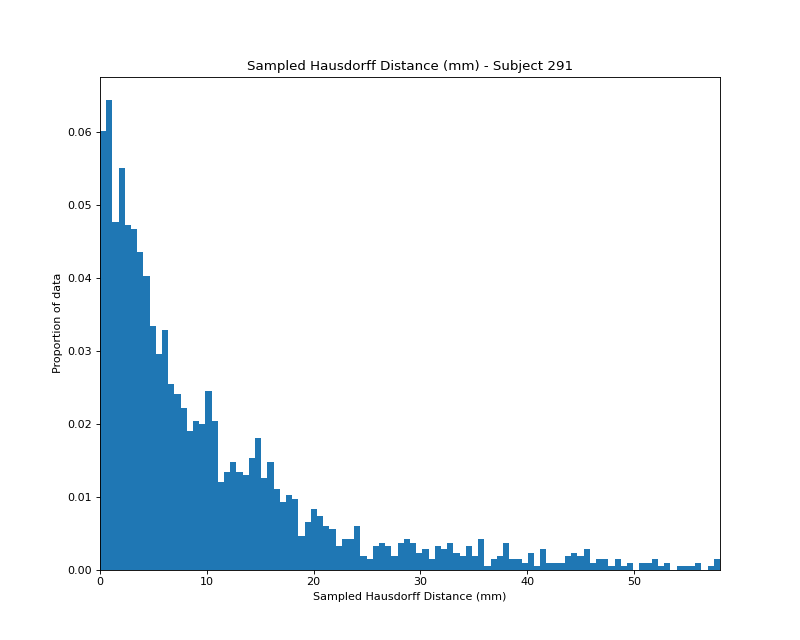 Sampled Hausdorff Distance (mm) - Subject 291
0.06
0.05
0.04
0.03
0.02
0.01
0.00
Proportion of data
0 10 20 30 40 50
Sampled Hausdorff Distance (mm)